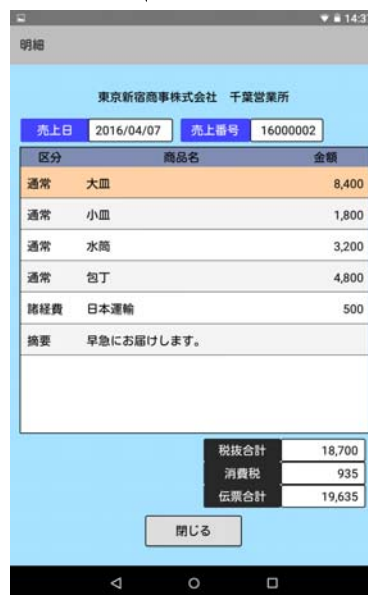 14:37
明細
東京新宿商事株式会社 千葉営業所
売上日 2016/04/07 売上番号 16000002
区分 商品名 金額
通常 大皿 8,400
通常 小皿 1,800
通常 水筒 3,200
通常 包丁 4,800
諸経費 日本運輸 500
摘要 早急にお届けします。
税抜合計 18,700
消費税 935
伝票合計 19,635
閉じる